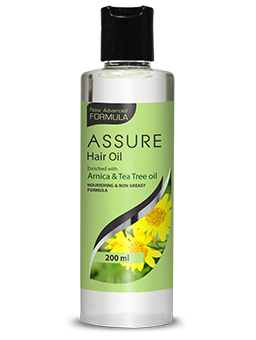 New Advanced
FORMULA
ASSURE
Hair Oil
Enriched with
Arnica & Tea Tree oil
NOURISHING & NON GREASY
FORMULA
200 ml